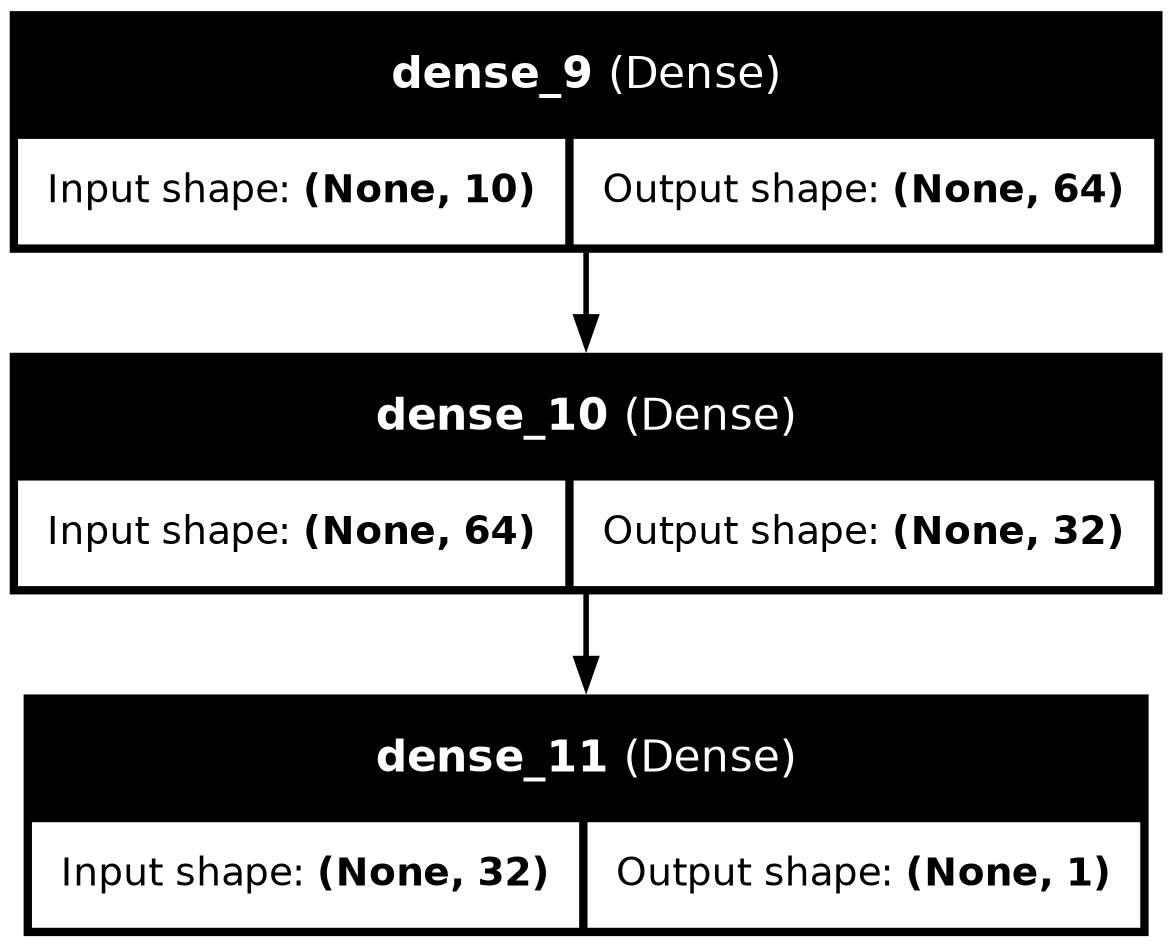 dense_9 (Dense)
Input shape: (None, 10) Output shape: (None, 64)
dense_10 (Dense)
Input shape: (None, 64) Output shape: (None, 32)
dense_11 (Dense)
Input shape: (None, 32) Output shape: (None, 1)